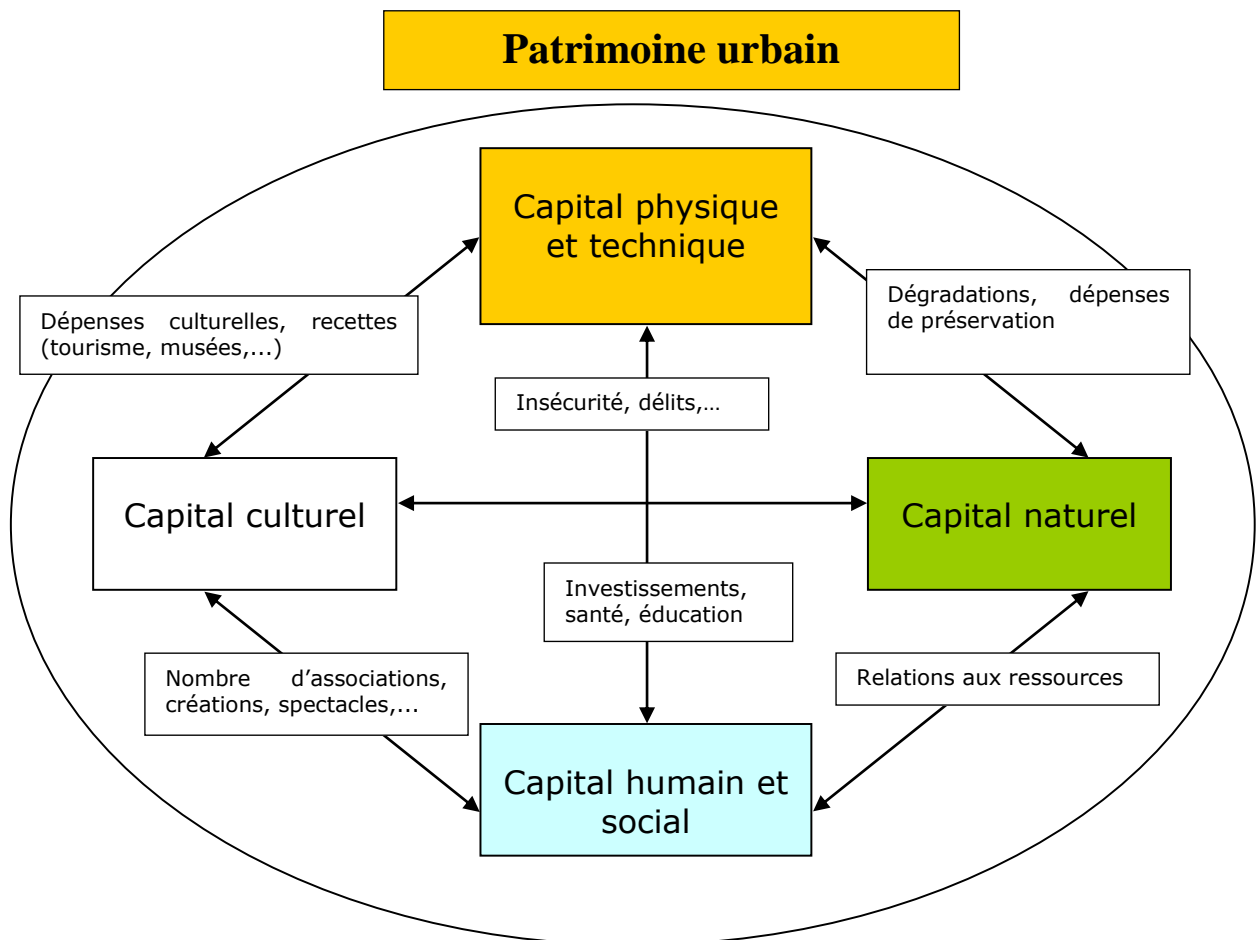 Patrimoine urbain
Capital physique
et technique
Dépenses culturelles, recettes
(tourisme, musées,...)
Dégradations, dépenses
de préservation
Insécurité, délits,…
Capital culturel
Capital naturel
Investissements,
santé, éducation
Nombre d’associations,
créations, spectacles,...
Relations aux ressources
Capital humain et
social